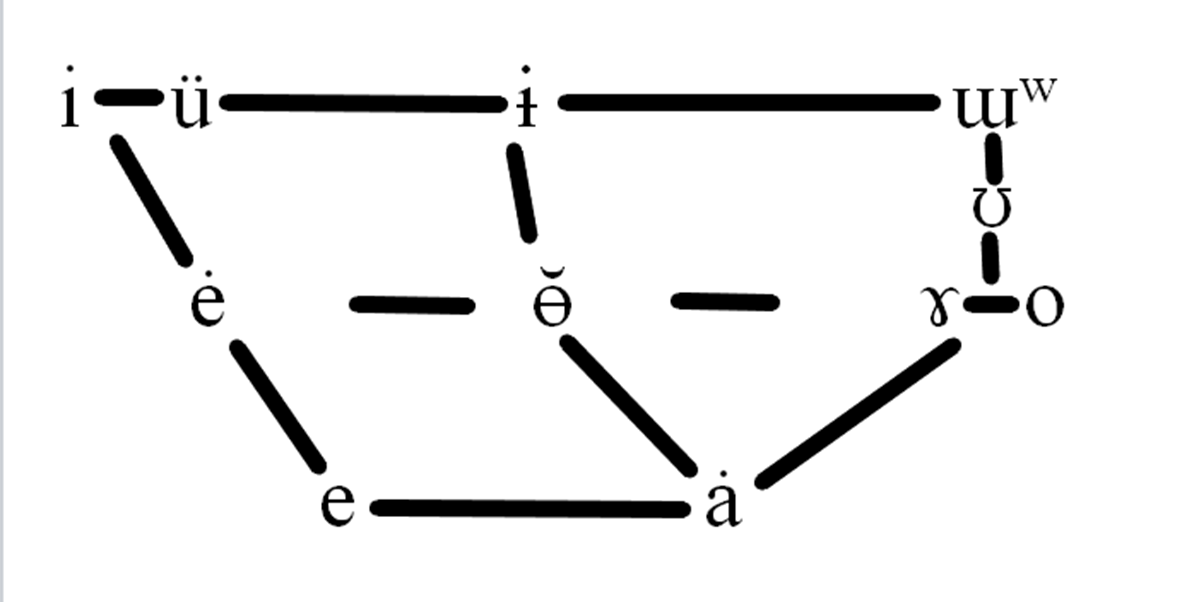 i ü ɨ ɯʷ
ʊ
ė ɵ̆ ɤ o
e ȧ